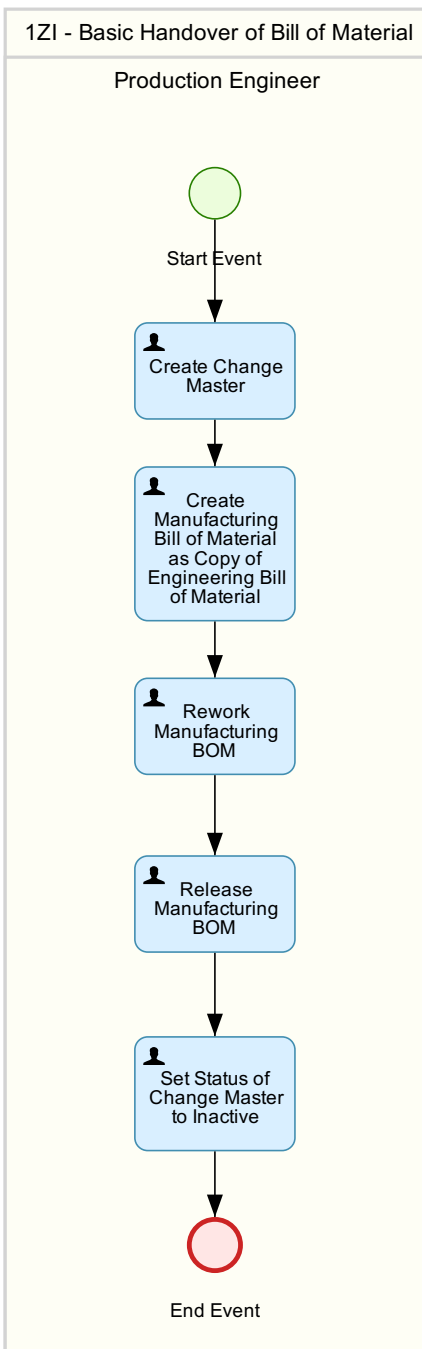 1ZI - Basic Handover of Bill of Material
Production Engineer
Start Event
Create Change
Master
Create
Manufacturing
Bill of Material
as Copy of
Engineering Bill
of Material
Rework
Manufacturing
BOM
Release
Manufacturing
BOM
Set Status of
Change Master
to Inactive
End Event